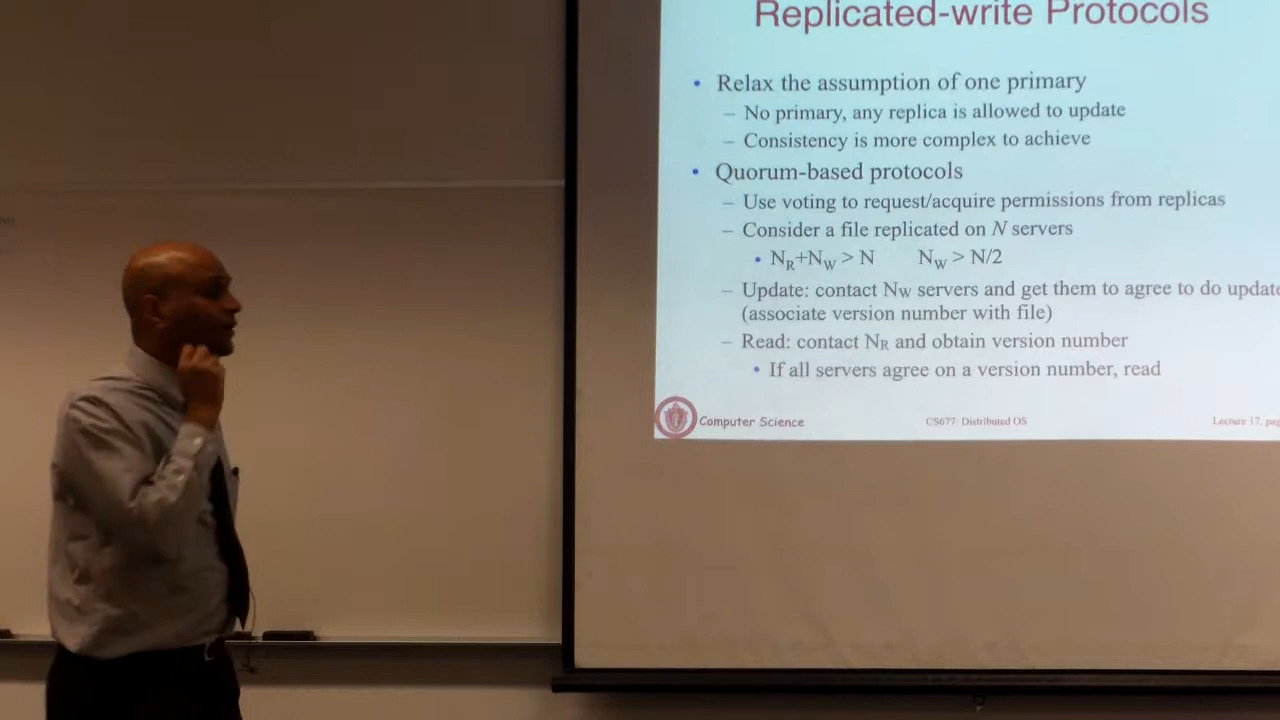 Replicated-write Protocols
• Relax the assumption of one primary
– No primary, any replica is allowed to update
– Consistency is more complex to achieve
• Quorum-based protocols
– Use voting to request/acquire permissions from replicas
– Consider a file replicated on N servers
• NR+NW > N NW > N/2
– Update: contact NW servers and get them to agree to do update
(associate version number with file)
– Read: contact NR and obtain version number
• If all servers agree on a version number, read
Computer Science CS677: Distributed OS Lecture 17,